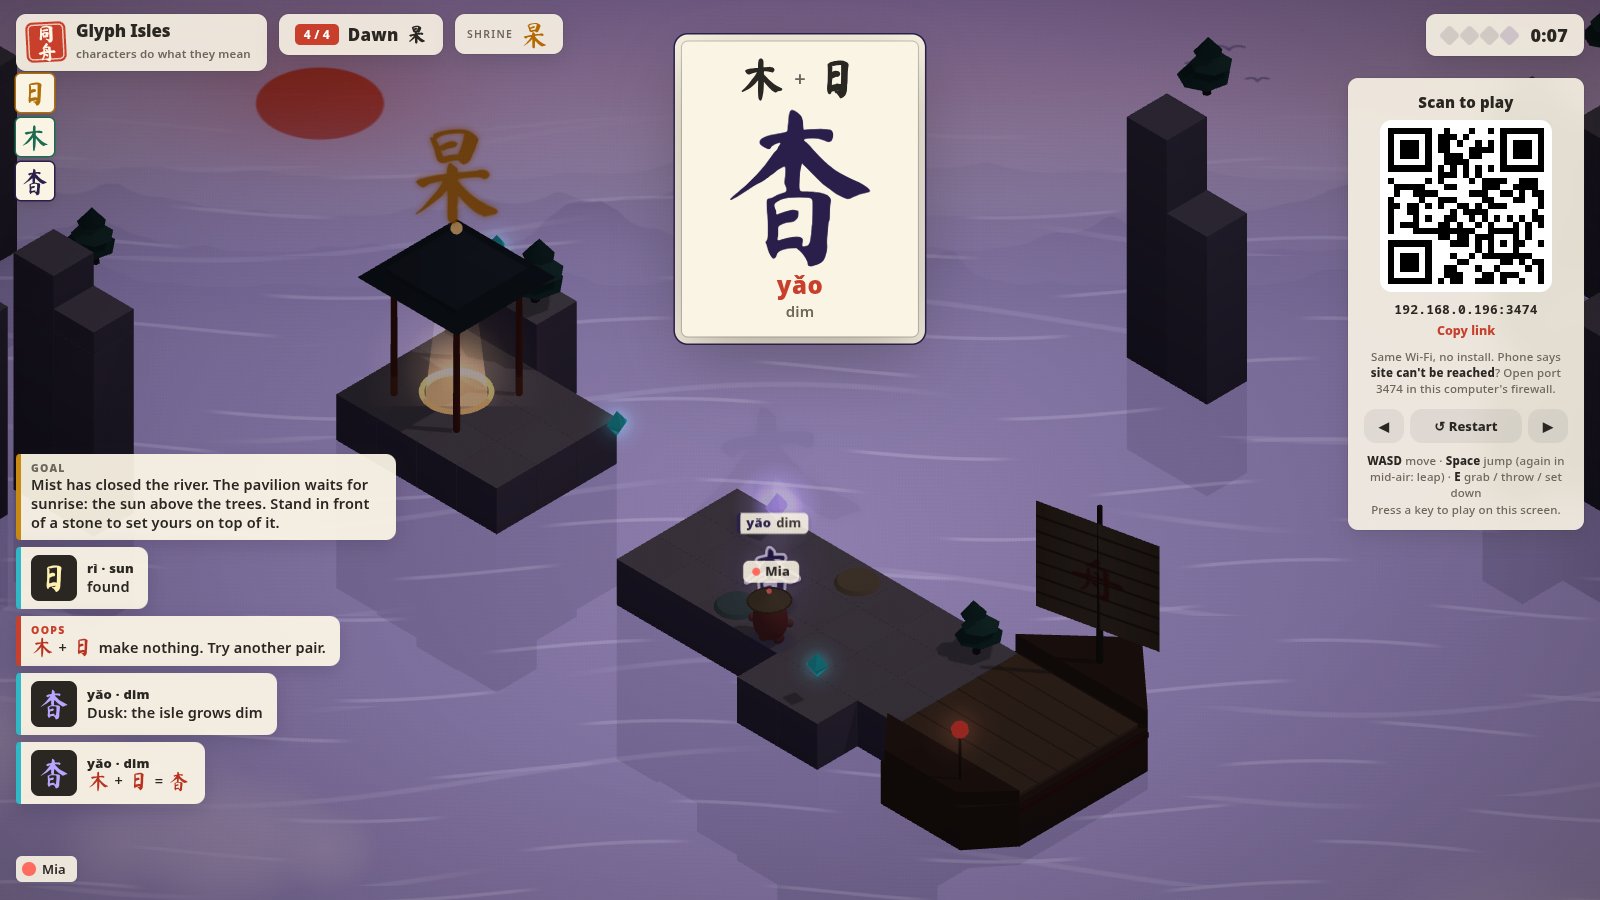 同舟
Glyph Isles
characters do what they mean
4 / 4 Dawn 杲
SHRINE 杲
0:07
日
木
杳
杲
木 + 日
杳
yǎo
dim
Scan to play
192.168.0.196:3474
Copy link
Same Wi-Fi, no install. Phone says
site can't be reached? Open port
3474 in this computer's firewall.
◀ ↺ Restart ▶
WASD move · Space jump (again in
mid-air: leap) · E grab / throw / set
down
Press a key to play on this screen.
GOAL
Mist has closed the river. The pavilion waits for
sunrise: the sun above the trees. Stand in front
of a stone to set yours on top of it.
日
rì · sun
found
OOPS
木 + 日 make nothing. Try another pair.
杳
yǎo · dim
Dusk: the isle grows dim
杳
yǎo · dim
木 + 日 = 杳
yǎo dim
Mia
舟
Mia